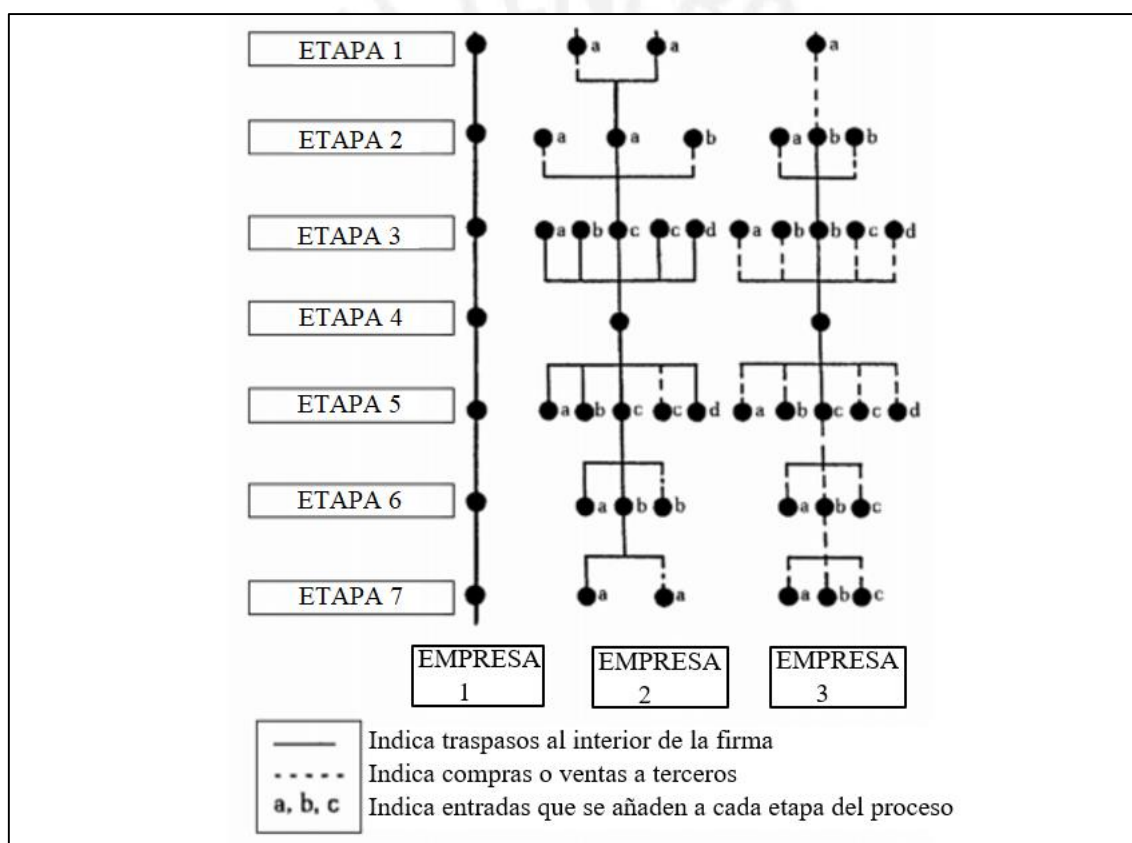 ETAPA 1
a a a
ETAPA 2
a a b a b b
ETAPA 3
a b c c d a b b c d
ETAPA 4
ETAPA 5
a b c c d a b c c d
ETAPA 6
a b b a b c
ETAPA 7
a a a b c
EMPRESA
1
EMPRESA
2
EMPRESA
3
Indica traspasos al interior de la firma
Indica compras o ventas a terceros
a, b, c Indica entradas que se añaden a cada etapa del proceso